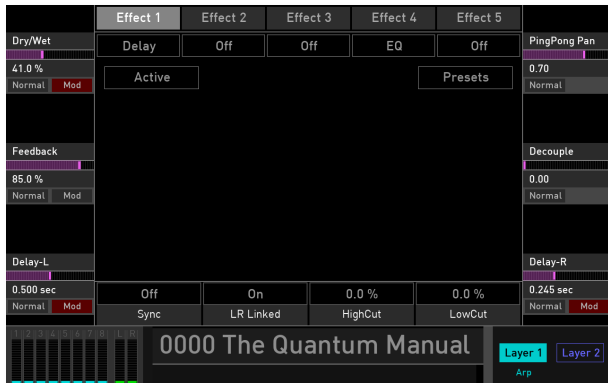 Effect 1 Effect 2 Effect 3 Effect 4 Effect 5
Dry/Wet Delay Off Off EQ Off PingPong Pan
41.0 % 0.70
Normal Mod Active Presets Normal
Feedback Decouple
85.0 % 0.00
Normal Mod Normal
Delay-L Delay-R
0.500 sec Off On 0.0 % 0.0 % 0.245 sec
Normal Mod Sync LR Linked HighCut LowCut Normal Mod
1 2 3 4 5 6 7 8 L R
0000 The Quantum Manual
Layer 1 Layer 2
Arp